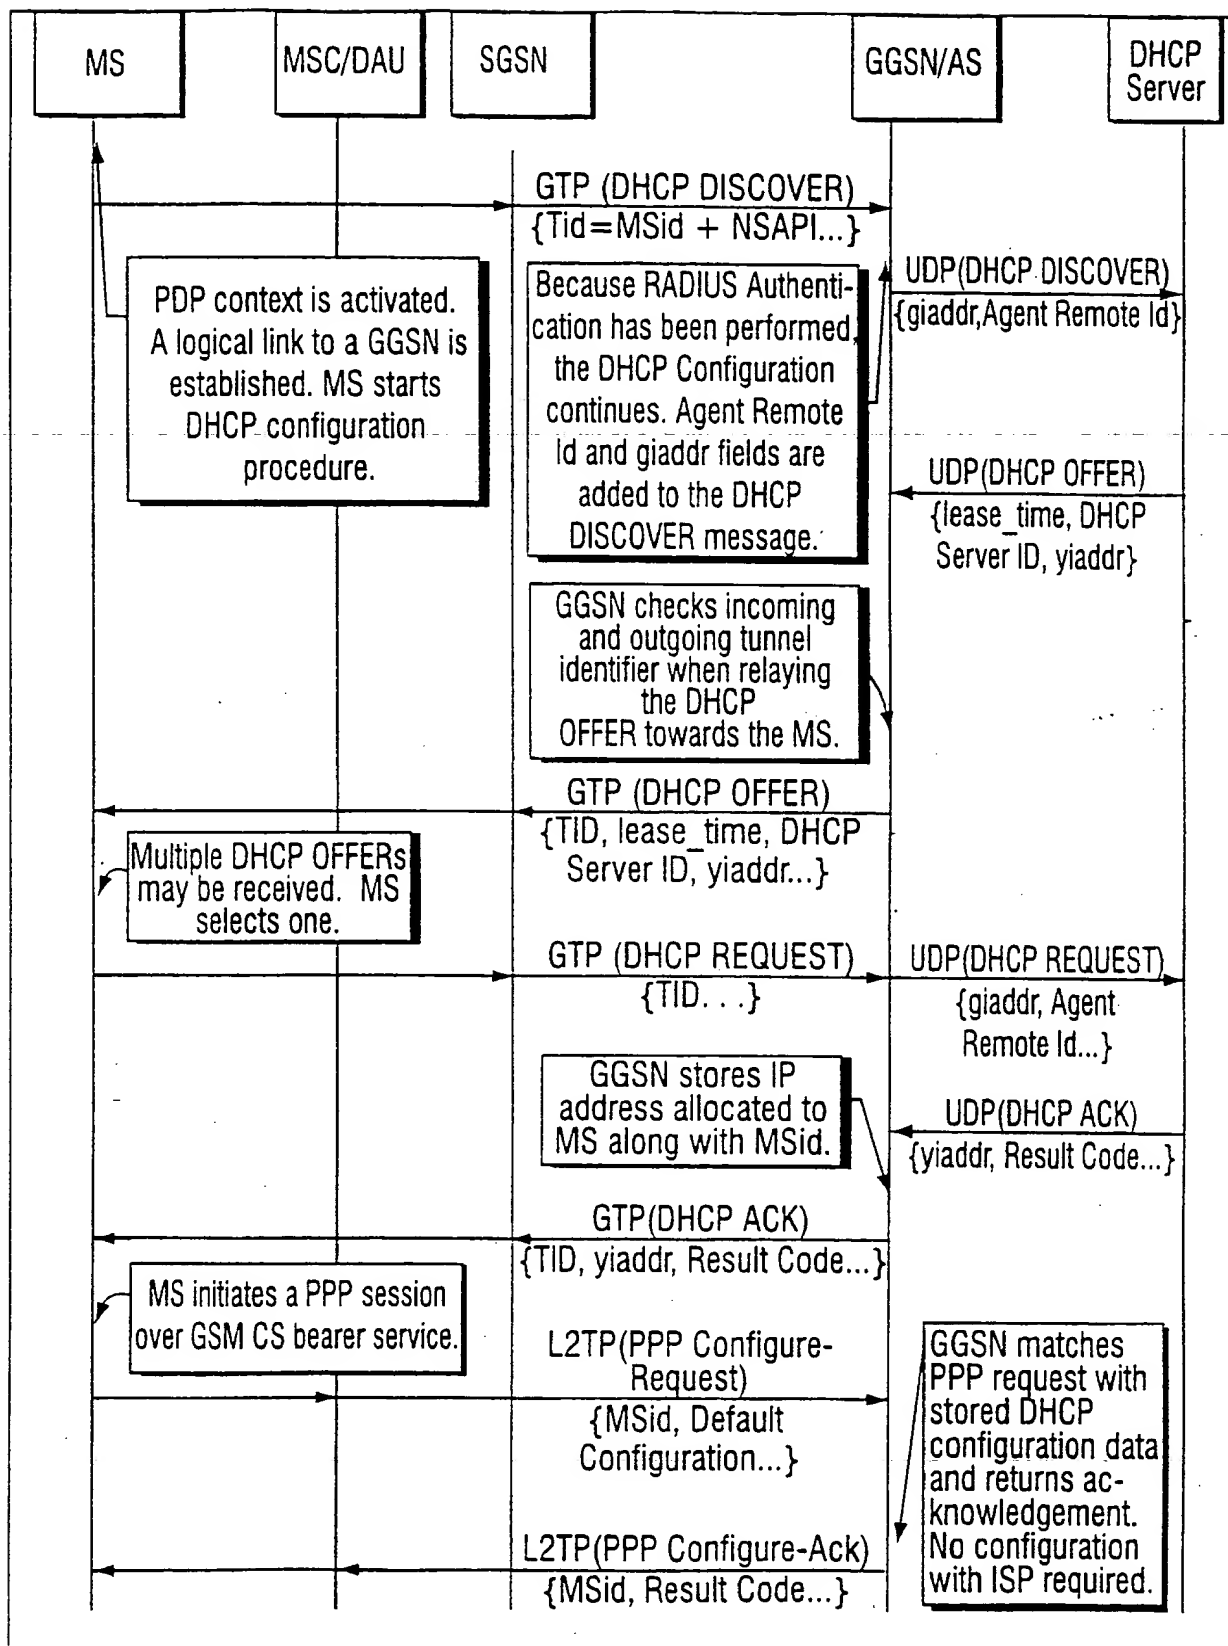 MS
MSC/DAU
SGSN
GGSN/AS
DHCP
Server
GTP (DHCP DISCOVER)
{Tid=MSid + NSAPI...}
PDP context is activated.
A logical link to a GGSN is
established. MS starts
DHCP configuration
procedure.
Because RADIUS Authenti-
cation has been performed,
the DHCP Configuration
continues. Agent Remote
Id and giaddr fields are
added to the DHCP
DISCOVER message.
UDP(DHCP DISCOVER)
{giaddr,Agent Remote Id}
UDP(DHCP OFFER)
{lease_time, DHCP
Server ID, yiaddr}
GGSN checks incoming
and outgoing tunnel
identifier when relaying
the DHCP
OFFER towards the MS.
GTP (DHCP OFFER)
{TID, lease_time, DHCP
Server ID, yiaddr...}
Multiple DHCP OFFERs
may be received. MS
selects one.
GTP (DHCP REQUEST)
{TID. . .}
UDP(DHCP REQUEST)
{giaddr, Agent
Remote Id...}
GGSN stores IP
address allocated to
MS along with MSid.
UDP(DHCP ACK)
{yiaddr, Result Code...}
GTP(DHCP ACK)
{TID, yiaddr, Result Code...}
MS initiates a PPP session
over GSM CS bearer service.
L2TP(PPP Configure-
Request)
{MSid, Default
Configuration...}
GGSN matches
PPP request with
stored DHCP
configuration data
and returns ac-
knowledgement.
No configuration
with ISP required.
L2TP(PPP Configure-Ack)
{MSid, Result Code...}